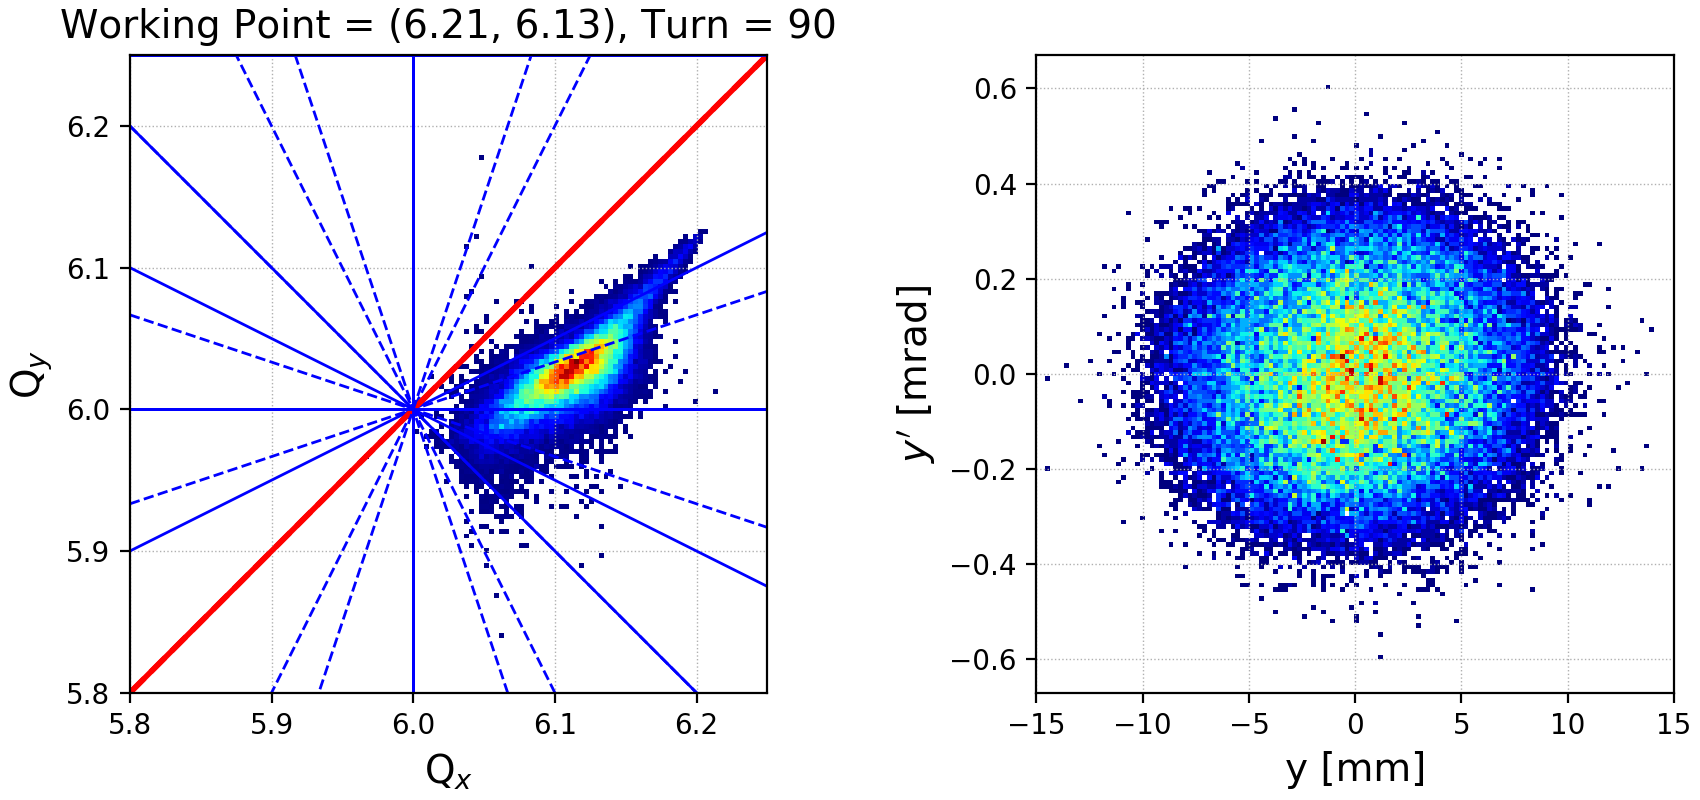 Working Point = (6.21, 6.13), Turn = 90
6.2
6.1
6.0
5.9
5.8
5.8 5.9 6.0 6.1 6.2
Qy
Qx
0.6
0.4
0.2
0.0
−0.2
−0.4
−0.6
−15 −10 −5 0 5 10 15
y′ [mrad]
y [mm]